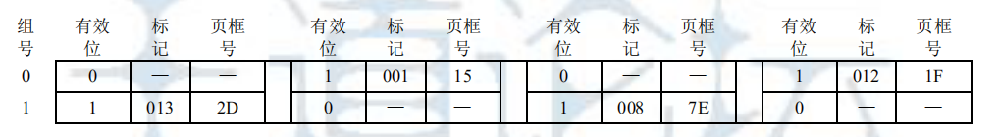 组号 有效位 标记 页框号 有效位 标记 页框号 有效位 标记 页框号 有效位 标记 页框号
0 0 — — 1 001 15 0 — — 1 012 1F
1 1 013 2D 0 — — 1 008 7E 0 — —